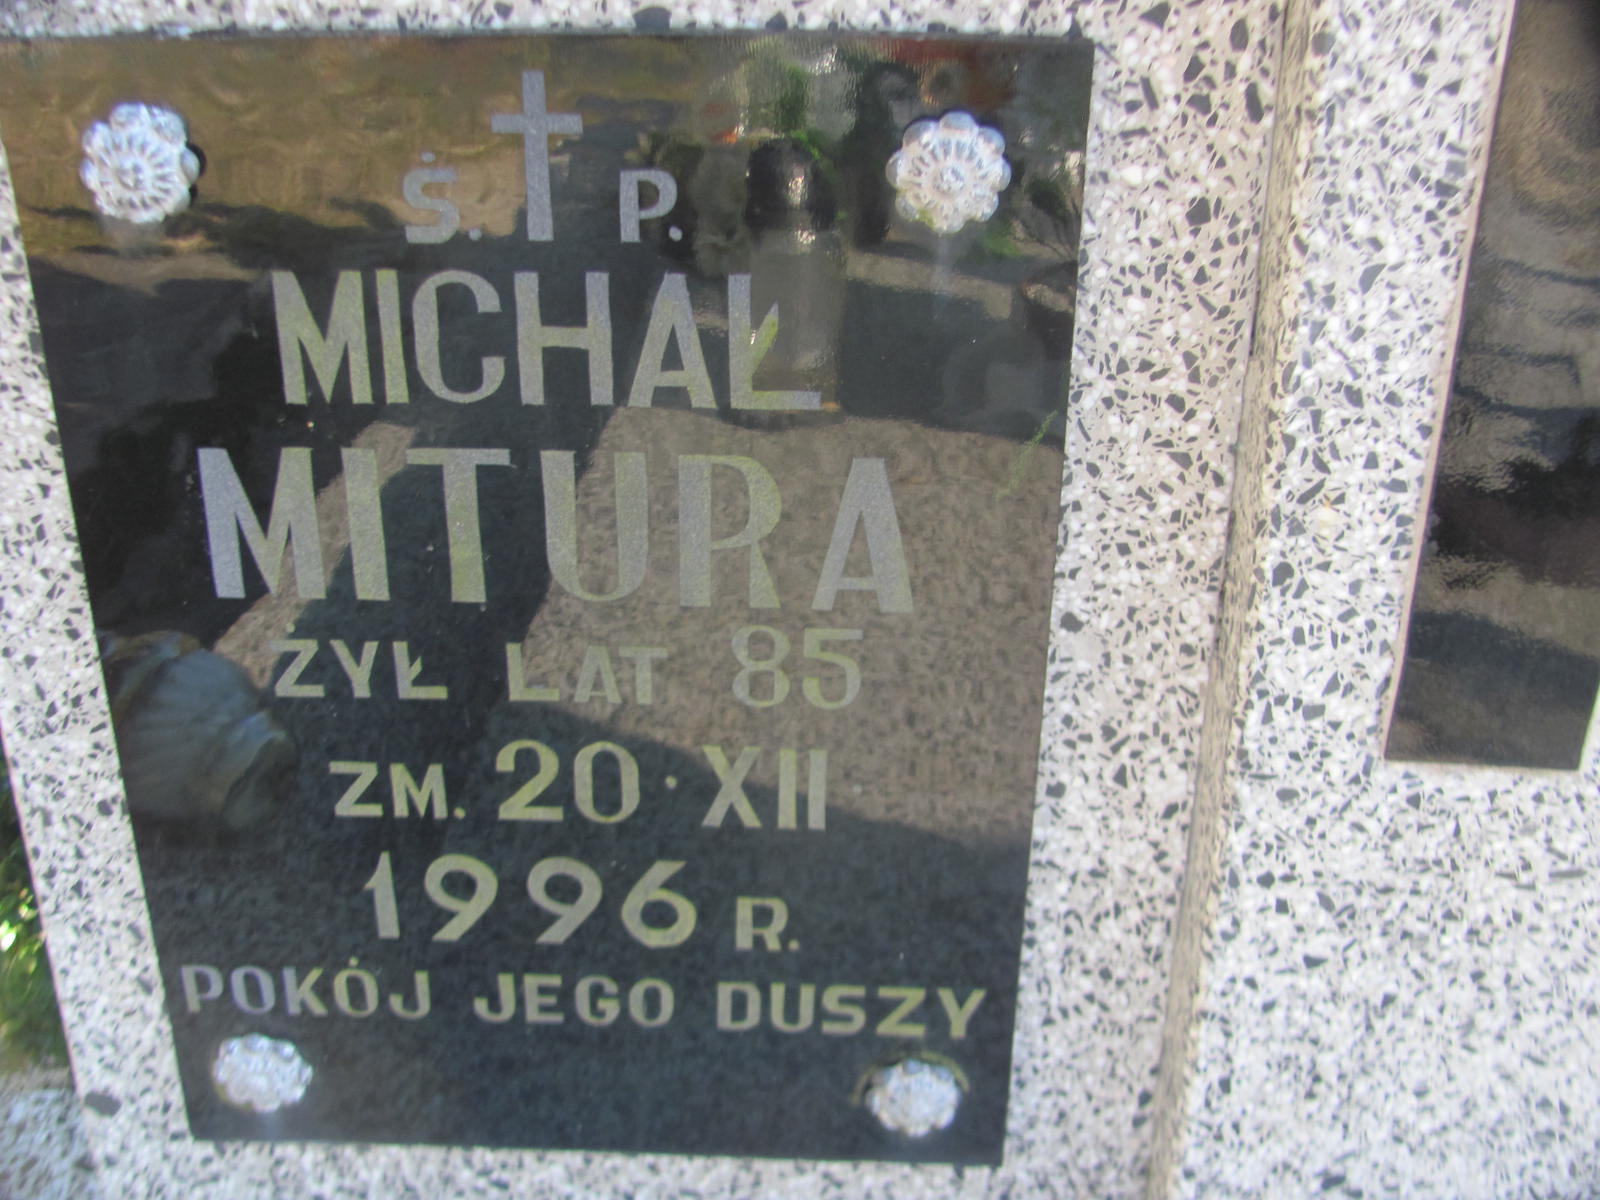 Ś. P.
MICHAŁ
MITURA
ŻYŁ LAT 85
ZM. 20·XII
1996 R.
POKÓJ JEGO DUSZY